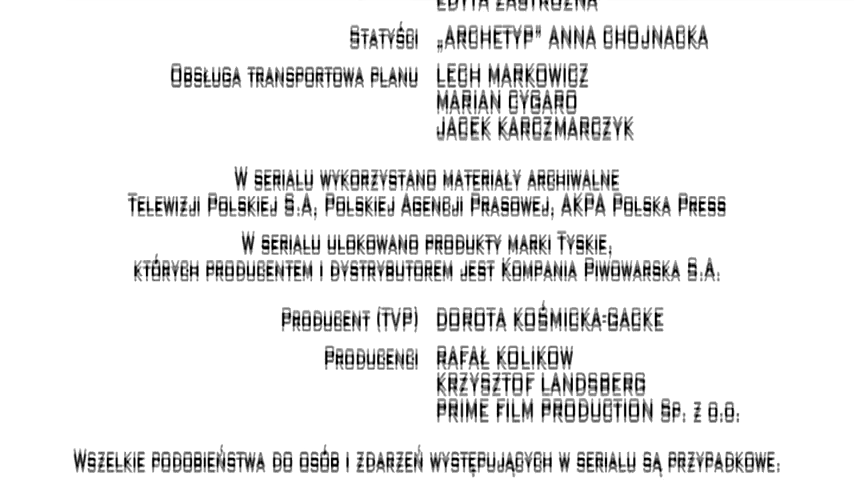 EDYTA ZASTRÓŻNA
STATYŚCI „ARCHETYP” ANNA CHOJNACKA
OBSŁUGA TRANSPORTOWA PLANU LECH MARKOWICZ
MARIAN CYGARO
JACEK KARCZMARCZYK
W SERIALU WYKORZYSTANO MATERIAŁY ARCHIWALNE
TELEWIZJI POLSKIEJ S.A, POLSKIEJ AGENCJI PRASOWEJ, AKPA POLSKA PRESS
W SERIALU ULOKOWANO PRODUKTY MARKI TYSKIE,
KTÓRYCH PRODUCENTEM I DYSTRYBUTOREM JEST KOMPANIA PIWOWARSKA S.A.
PRODUCENT (TVP) DOROTA KOŚMICKA-GACKE
PRODUCENCI RAFAŁ KOLIKOW
KRZYSZTOF LANDSBERG
PRIME FILM PRODUCTION SP. Z O.O.
WSZELKIE PODOBIEŃSTWA DO OSÓB I ZDARZEŃ WYSTĘPUJĄCYCH W SERIALU SĄ PRZYPADKOWE.